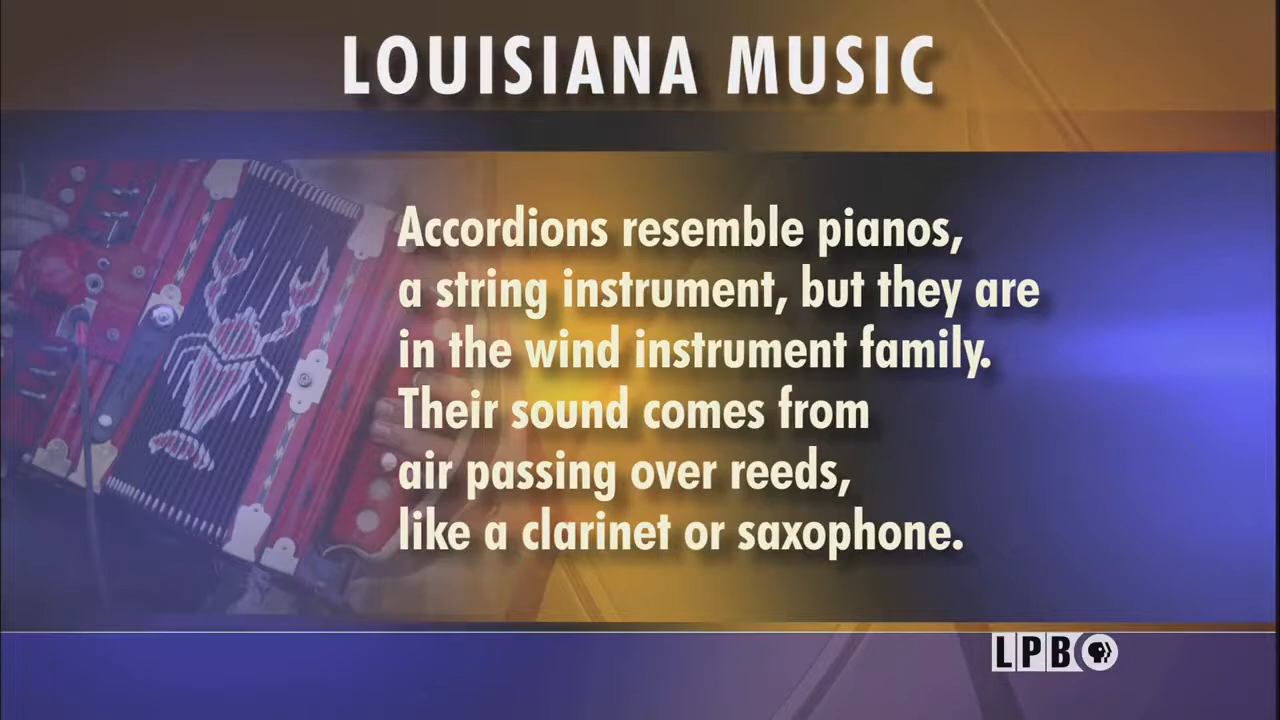 LOUISIANA MUSIC
Accordions resemble pianos,
a string instrument, but they are
in the wind instrument family.
Their sound comes from
air passing over reeds,
like a clarinet or saxophone.
LPB